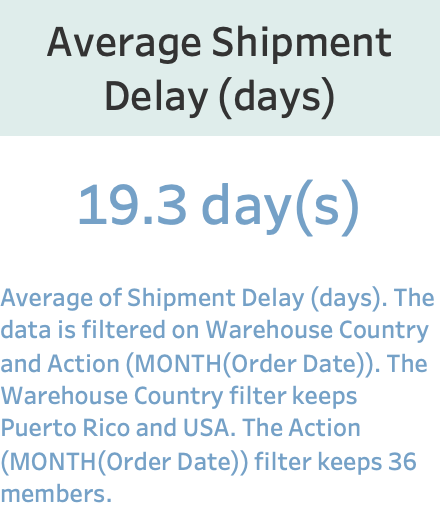 Average Shipment
Delay (days)
19.3 day(s)
Average of Shipment Delay (days). The
data is filtered on Warehouse Country
and Action (MONTH(Order Date)). The
Warehouse Country filter keeps
Puerto Rico and USA. The Action
(MONTH(Order Date)) filter keeps 36
members.